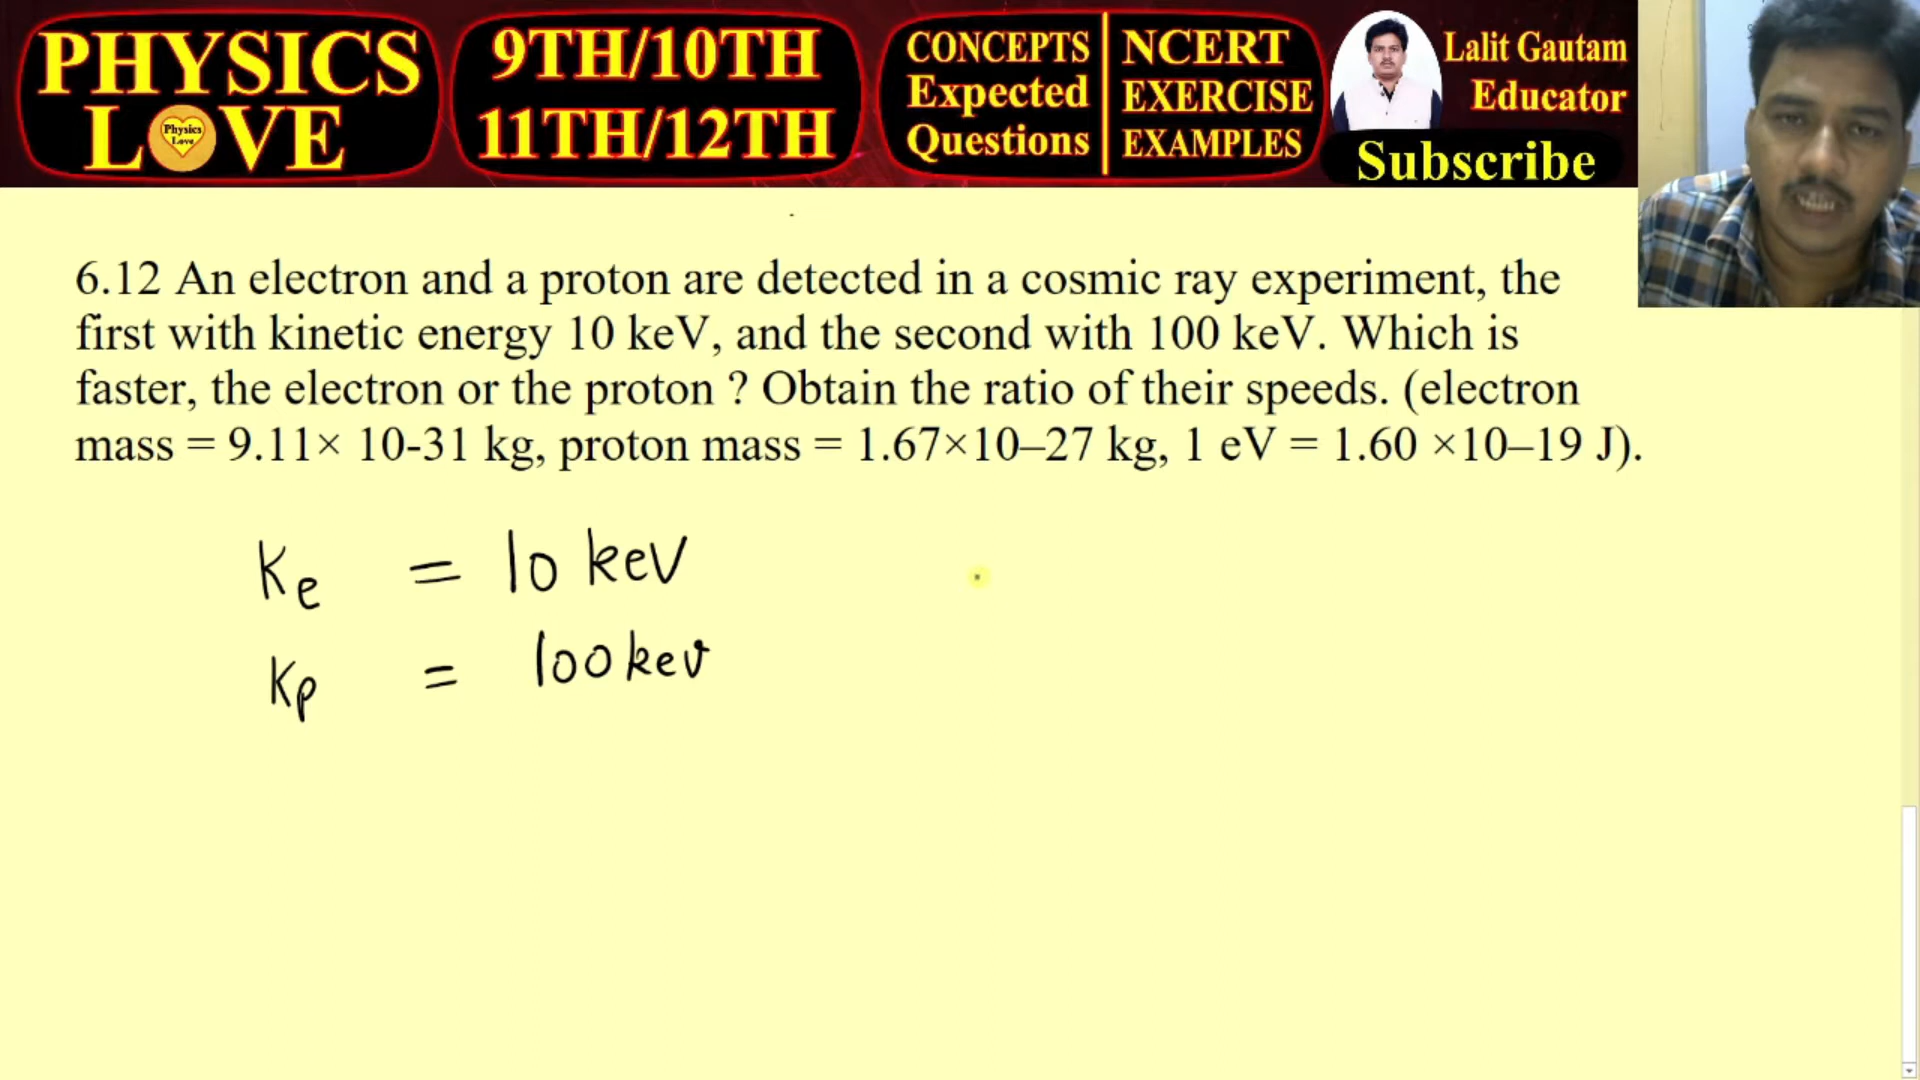 PHYSICS
LOVE
Physics
Love
9TH/10TH
11TH/12TH
CONCEPTS
Expected
Questions
NCERT
EXERCISE
EXAMPLES
Lalit Gautam
Educator
Subscribe
6.12 An electron and a proton are detected in a cosmic ray experiment, the
first with kinetic energy 10 keV, and the second with 100 keV. Which is
faster, the electron or the proton ? Obtain the ratio of their speeds. (electron
mass = 9.11× 10-31 kg, proton mass = 1.67×10–27 kg, 1 eV = 1.60 ×10–19 J).
Ke = 10 keV
Kp = 100 keV